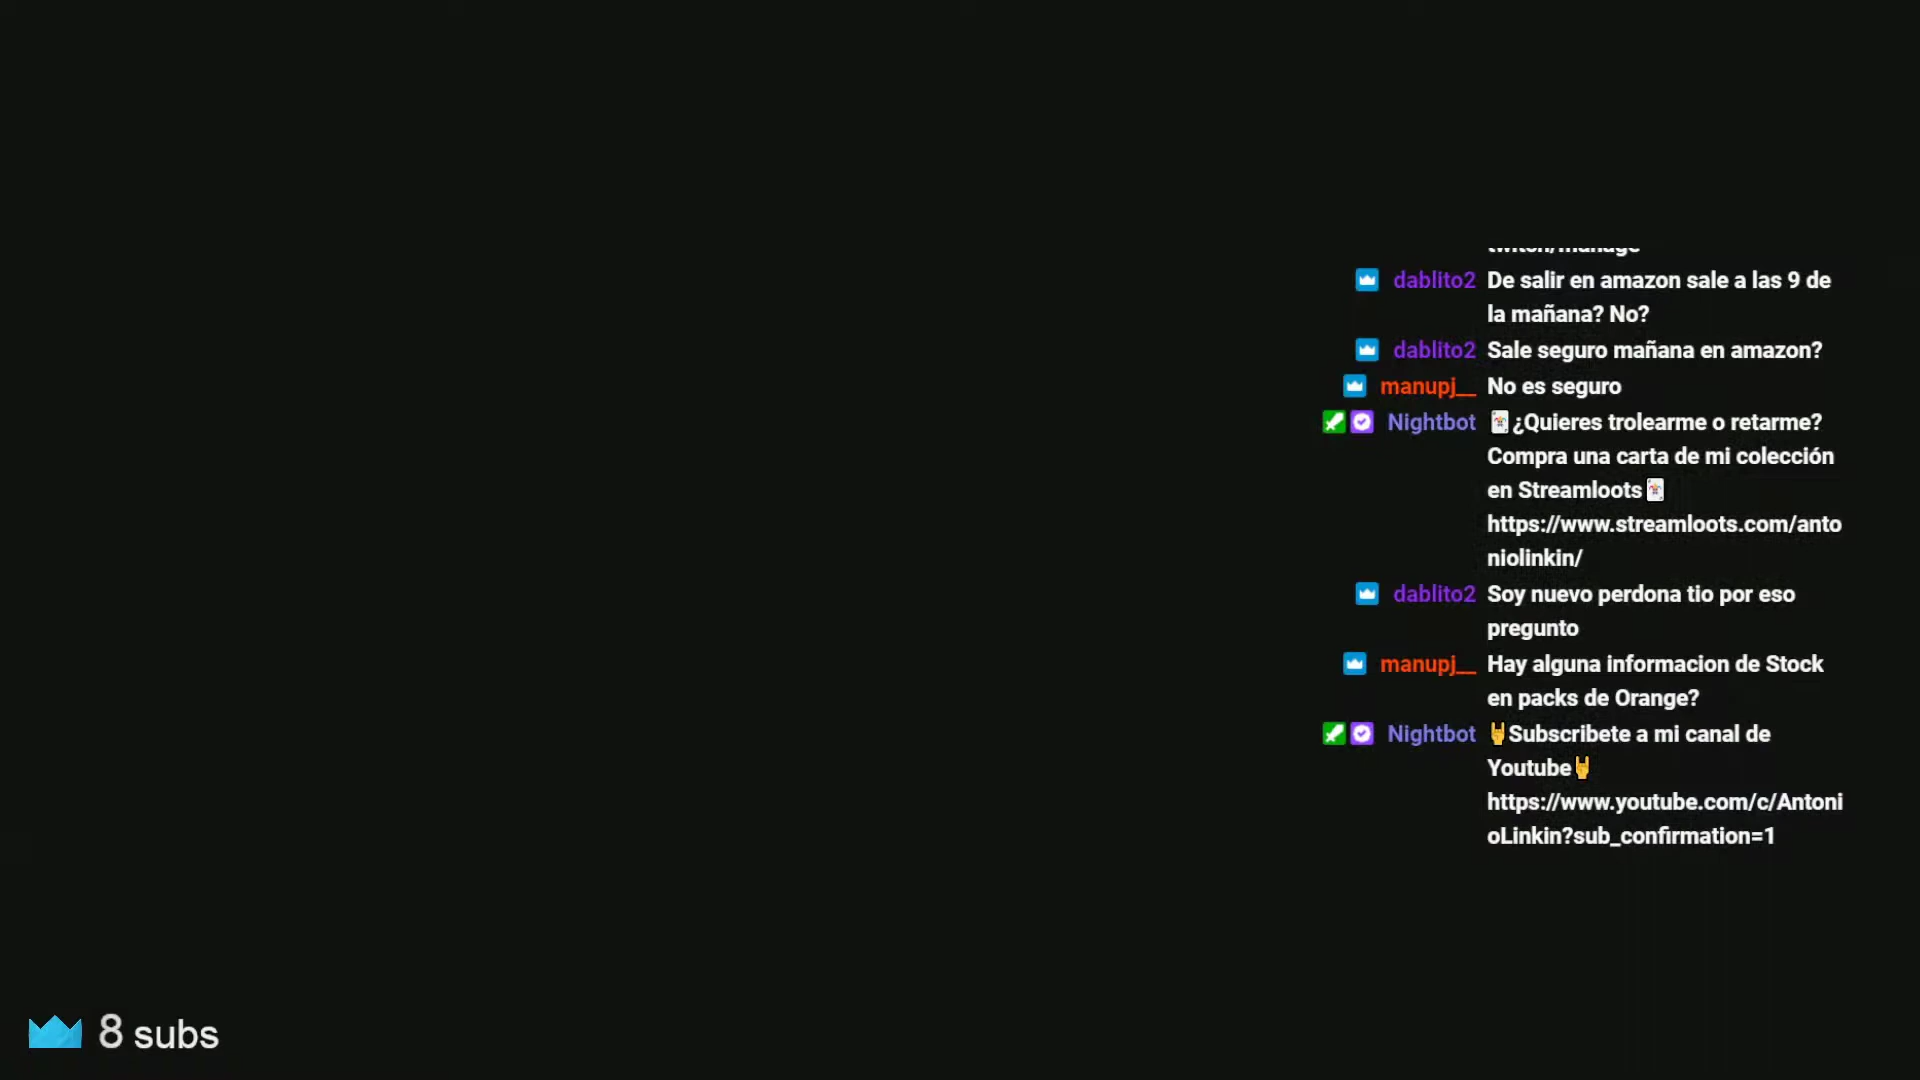 dablito2 De salir en amazon sale a las 9 de
la mañana? No?
dablito2 Sale seguro mañana en amazon?
manupj__ No es seguro
Nightbot 🃏¿Quieres trolearme o retarme?
Compra una carta de mi colección
en Streamloots🃏
https://www.streamloots.com/anto
niolinkin/
dablito2 Soy nuevo perdona tio por eso
pregunto
manupj__ Hay alguna informacion de Stock
en packs de Orange?
Nightbot 🤘Subscribete a mi canal de
Youtube🤘
https://www.youtube.com/c/Antoni
oLinkin?sub_confirmation=1
8 subs